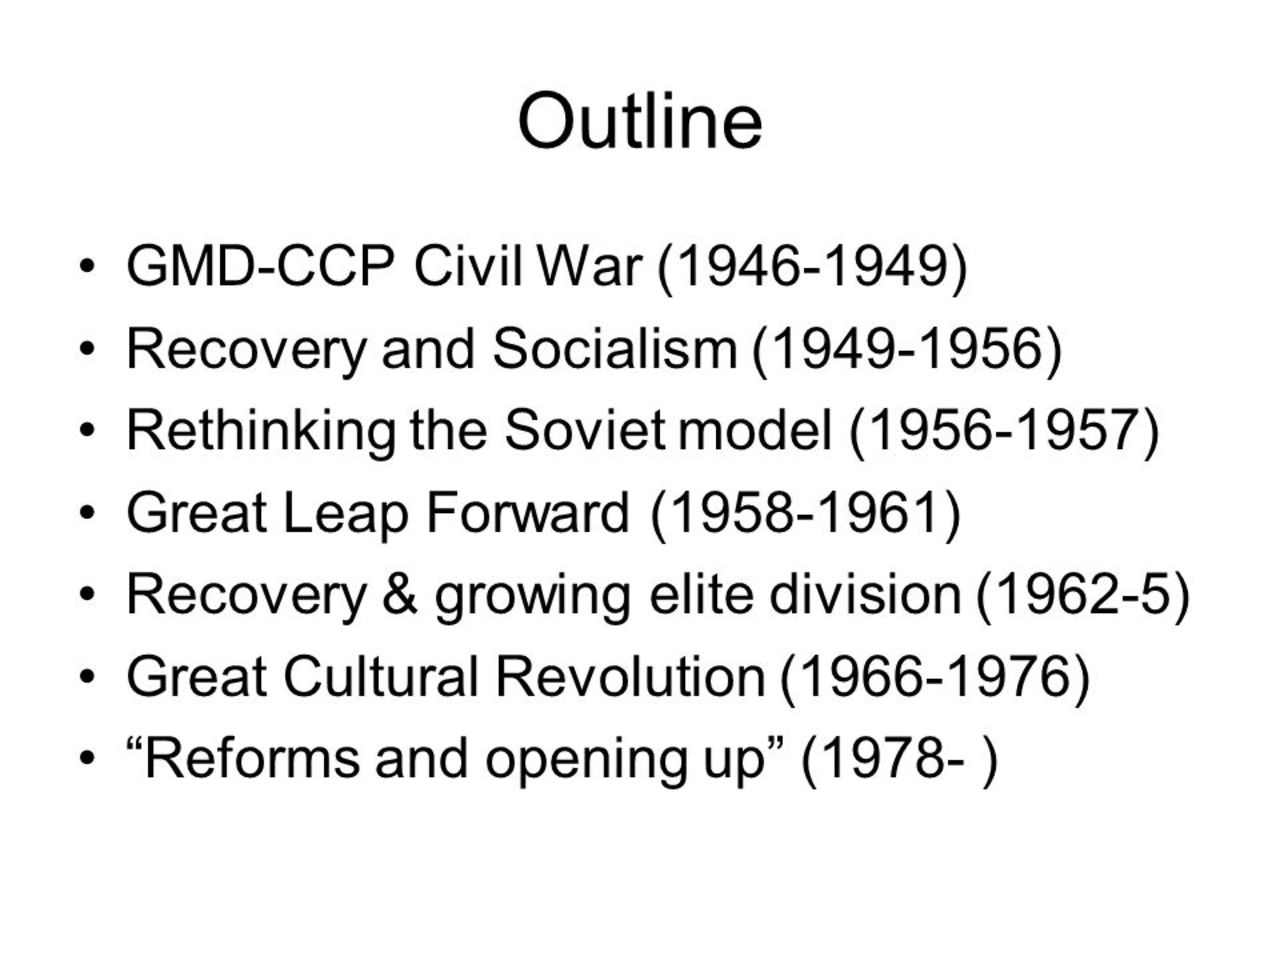 Outline
• GMD-CCP Civil War (1946-1949)
• Recovery and Socialism (1949-1956)
• Rethinking the Soviet model (1956-1957)
• Great Leap Forward (1958-1961)
• Recovery & growing elite division (1962-5)
• Great Cultural Revolution (1966-1976)
• “Reforms and opening up” (1978- )